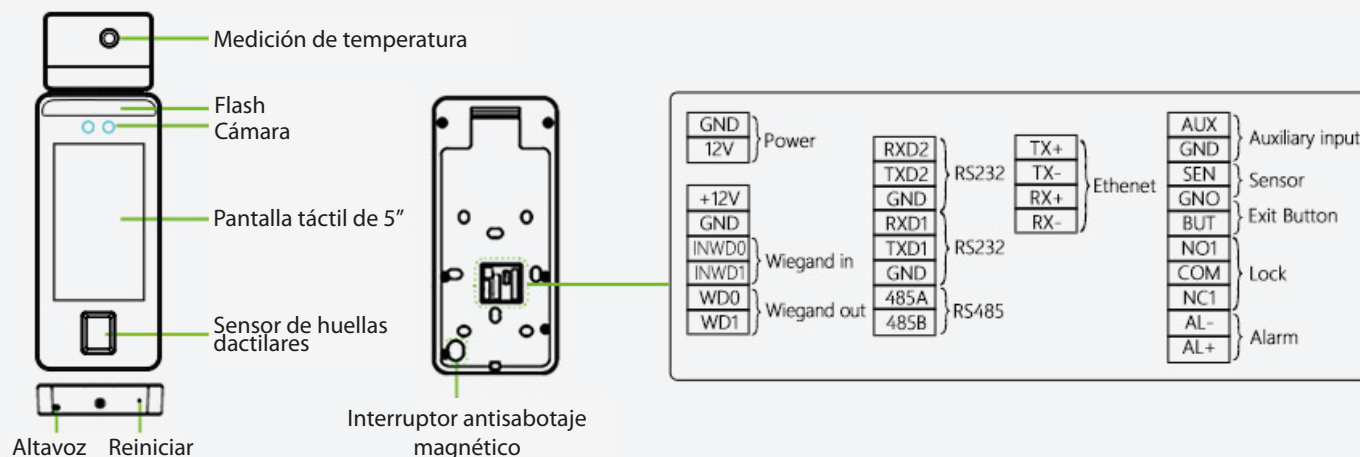 Medición de temperatura
Flash
Cámara
Pantalla táctil de 5”
Sensor de huellas
dactilares
Altavoz
Reiniciar
Interruptor antisabotaje
magnético
GND
12V
Power
+12V
GND
INWD0
INWD1
Wiegand in
WD0
WD1
Wiegand out
RXD2
TXD2
GND
RS232
RXD1
TXD1
GND
RS232
485A
485B
RS485
TX+
TX-
RX+
RX-
Ethenet
AUX
GND
Auxiliary input
SEN
Sensor
GNO
BUT
Exit Button
NO1
COM
NC1
Lock
AL-
AL+
Alarm